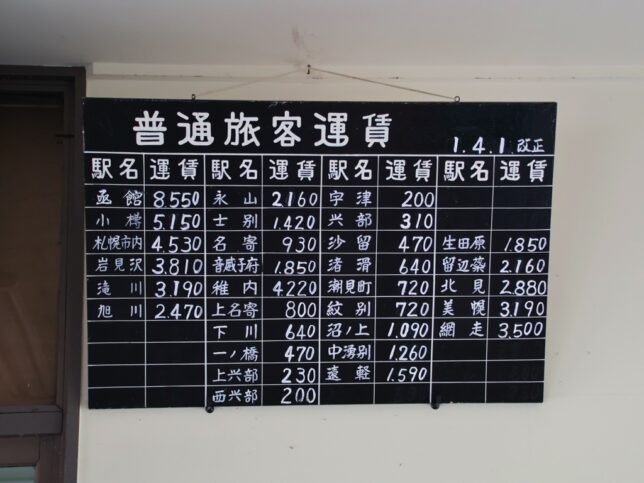 普通旅客運賃 1.4.1改正
駅名 運賃 駅名 運賃 駅名 運賃 駅名 運賃
函館 8.550 永山 2160 宇津 200
小樽 5.150 士別 1.420 興部 310
札幌市内 4.530 名寄 930 沙留 470 生田原 1.850
岩見沢 3.810 音威子府 1.850 渚滑 640 留辺蘂 2.160
滝川 3.190 稚内 4.220 潮見町 720 北見 2.880
旭川 2.470 上名寄 800 紋別 720 美幌 3.190
下川 640 沼ノ上 1.090 網走 3.500
一ノ橋 470 中湧別 1.260
上興部 230 遠軽 1.590
西興部 200